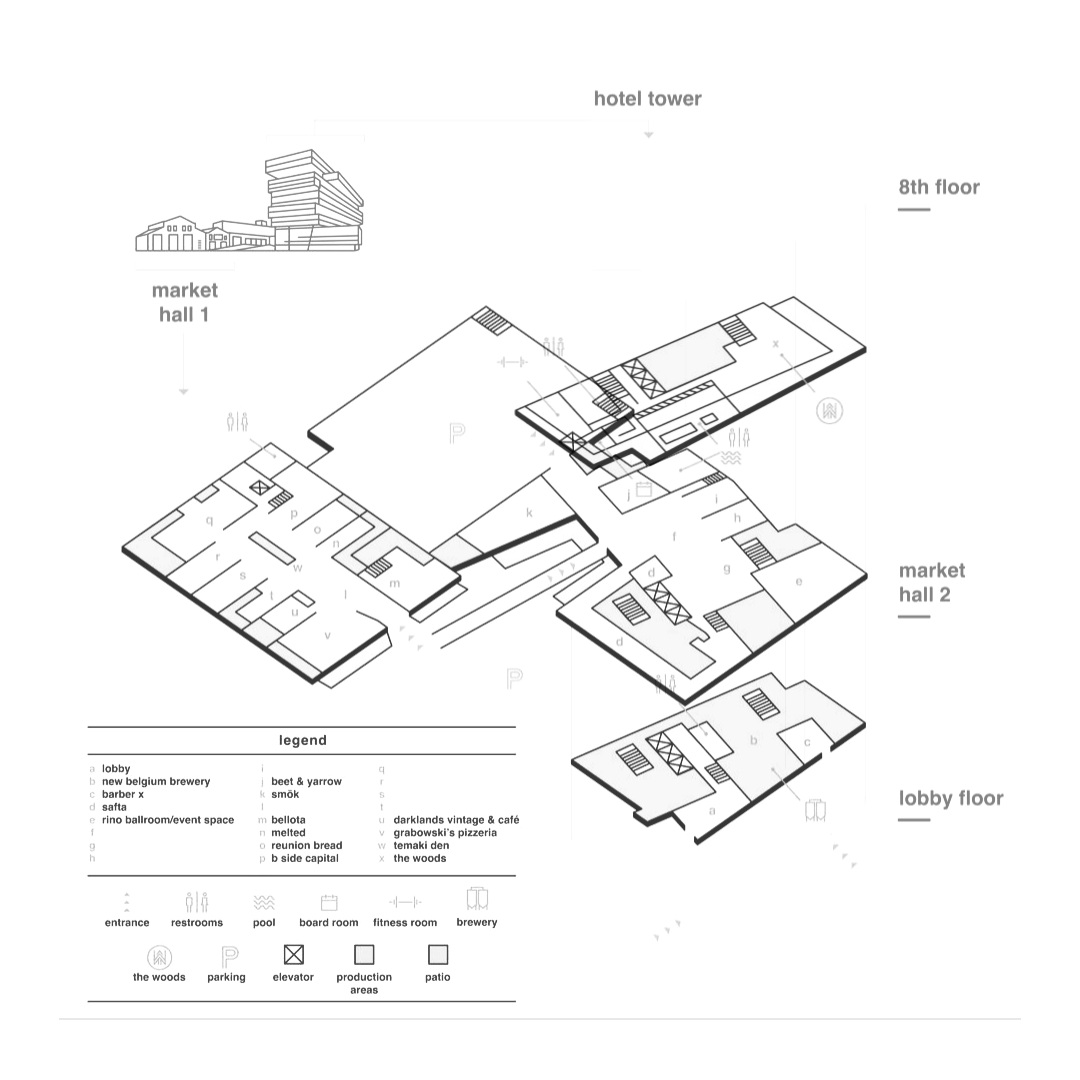 hotel tower
8th floor
market
hall 1
x
P
q
p
o
n
r
s
w
t
u
l
m
v
k
j
i
h
f
g
e
d
d
market
hall 2
P
b
c
a
lobby floor
legend
a lobby
b new belgium brewery
c barber x
d safta
e rino ballroom/event space
f
g
h
i
j beet & yarrow
k smök
l
m bellota
n melted
o reunion bread
p b side capital
q
r
s
t
u darklands vintage & café
v grabowski's pizzeria
w temaki den
x the woods
entrance restrooms pool board room fitness room brewery
P
the woods parking elevator production areas patio